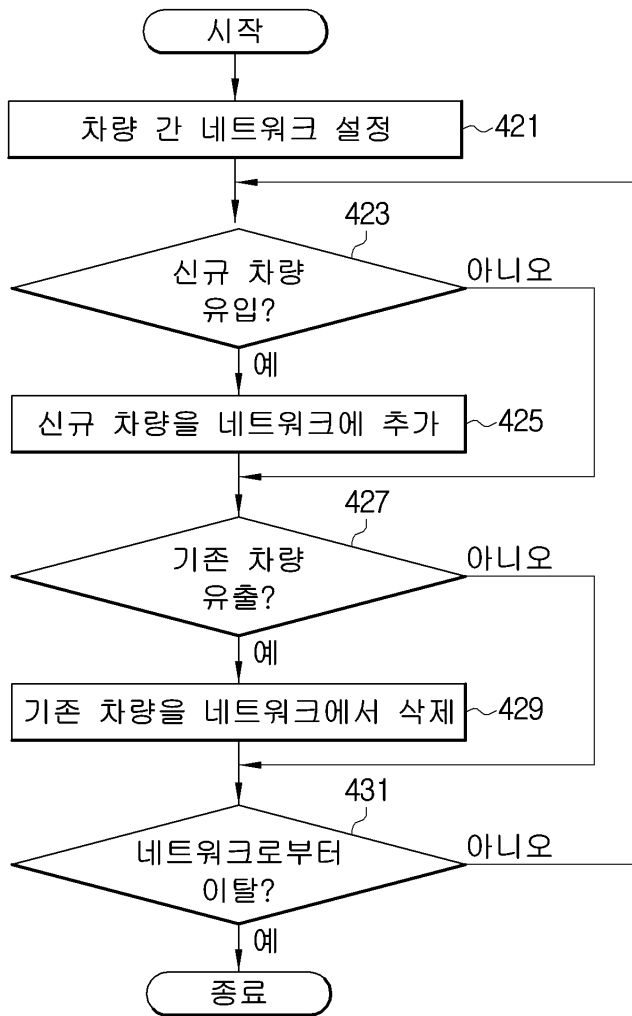 시작
차량 간 네트워크 설정
421
423
신규 차량
유입?
아니오
예
신규 차량을 네트워크에 추가
425
427
기존 차량
유출?
아니오
예
기존 차량을 네트워크에서 삭제
429
431
네트워크로부터
이탈?
아니오
예
종료